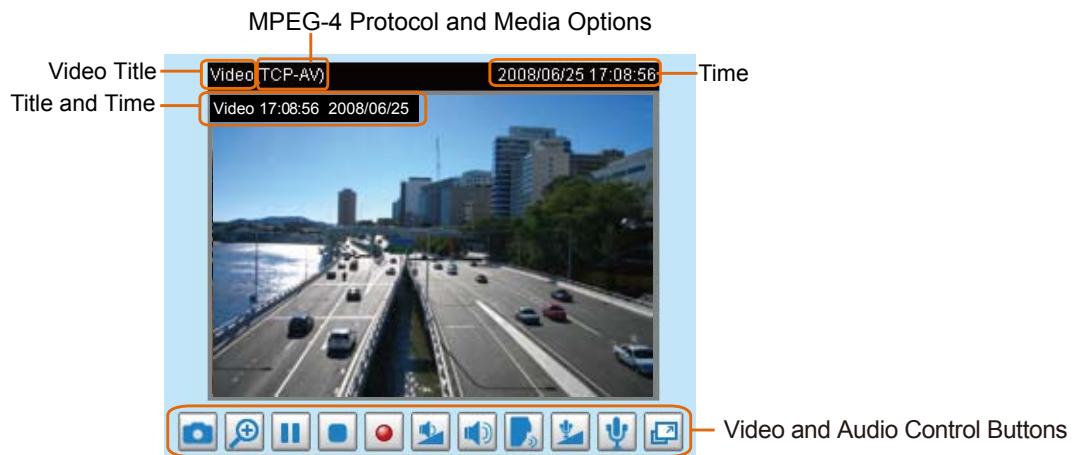 MPEG-4 Protocol and Media Options
Video Title
Video (TCP-AV)
2008/06/25 17:08:56
Time
Title and Time
Video 17:08:56 2008/06/25
Video and Audio Control Buttons